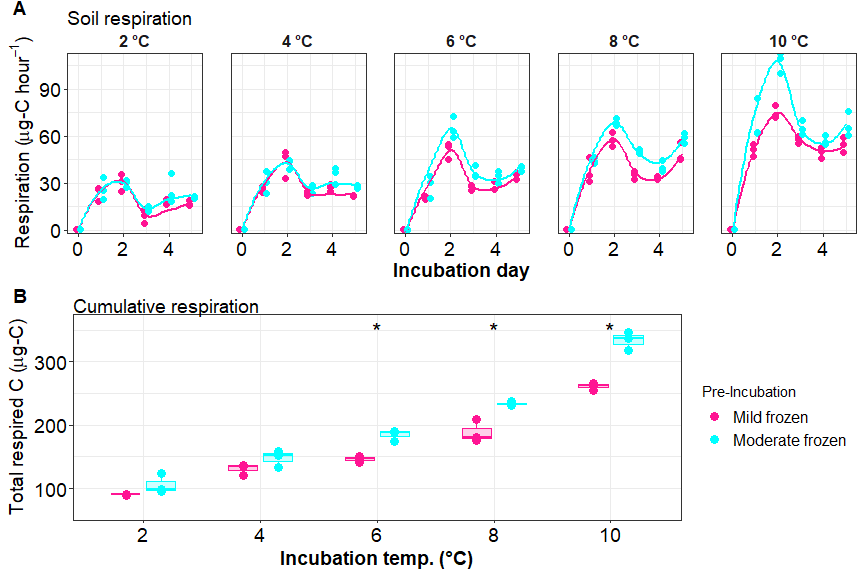 A
Soil respiration
2 °C 4 °C 6 °C 8 °C 10 °C
Respiration (μg-C hour⁻¹)
90
60
30
0
0 2 4 0 2 4 0 2 4 0 2 4 0 2 4
Incubation day
B
Cumulative respiration
* * *
Total respired C (μg-C)
300
200
100
2 4 6 8 10
Incubation temp. (°C)
Pre-Incubation
Mild frozen
Moderate frozen